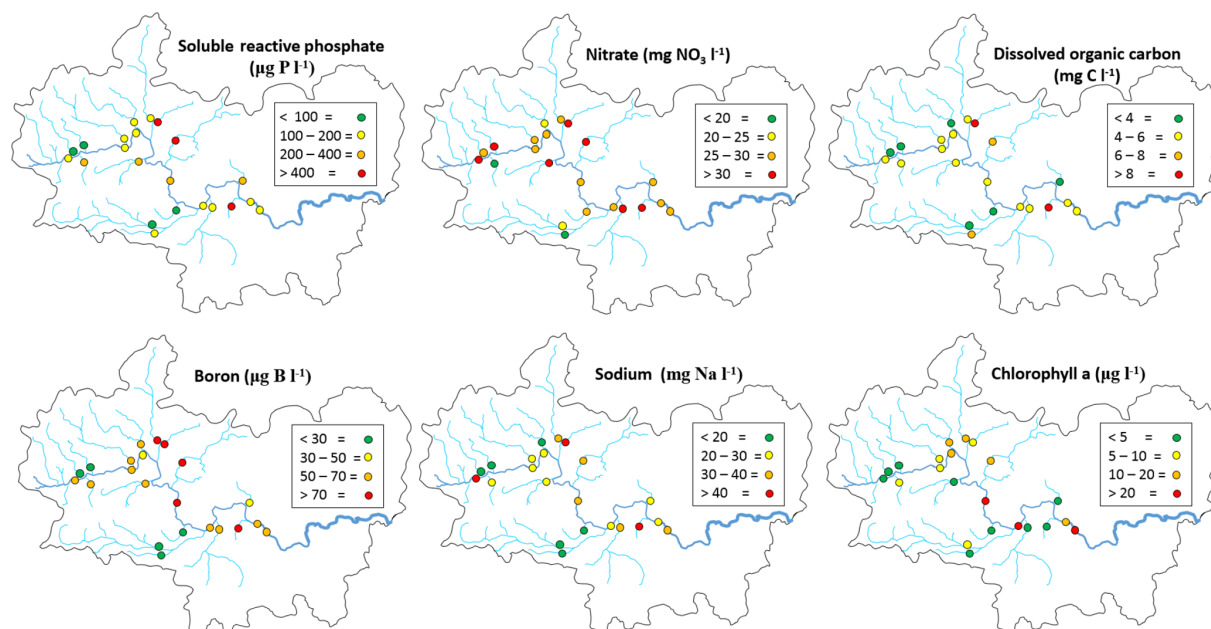 Soluble reactive phosphate
(µg P l⁻¹)
< 100 =
100 – 200 =
200 – 400 =
> 400 =
Nitrate (mg NO₃ l⁻¹)
< 20 =
20 – 25 =
25 – 30 =
> 30 =
Dissolved organic carbon
(mg C l⁻¹)
< 4 =
4 – 6 =
6 – 8 =
> 8 =
Boron (µg B l⁻¹)
< 30 =
30 – 50 =
50 – 70 =
> 70 =
Sodium (mg Na l⁻¹)
< 20 =
20 – 30 =
30 – 40 =
> 40 =
Chlorophyll a (µg l⁻¹)
< 5 =
5 – 10 =
10 – 20 =
> 20 =